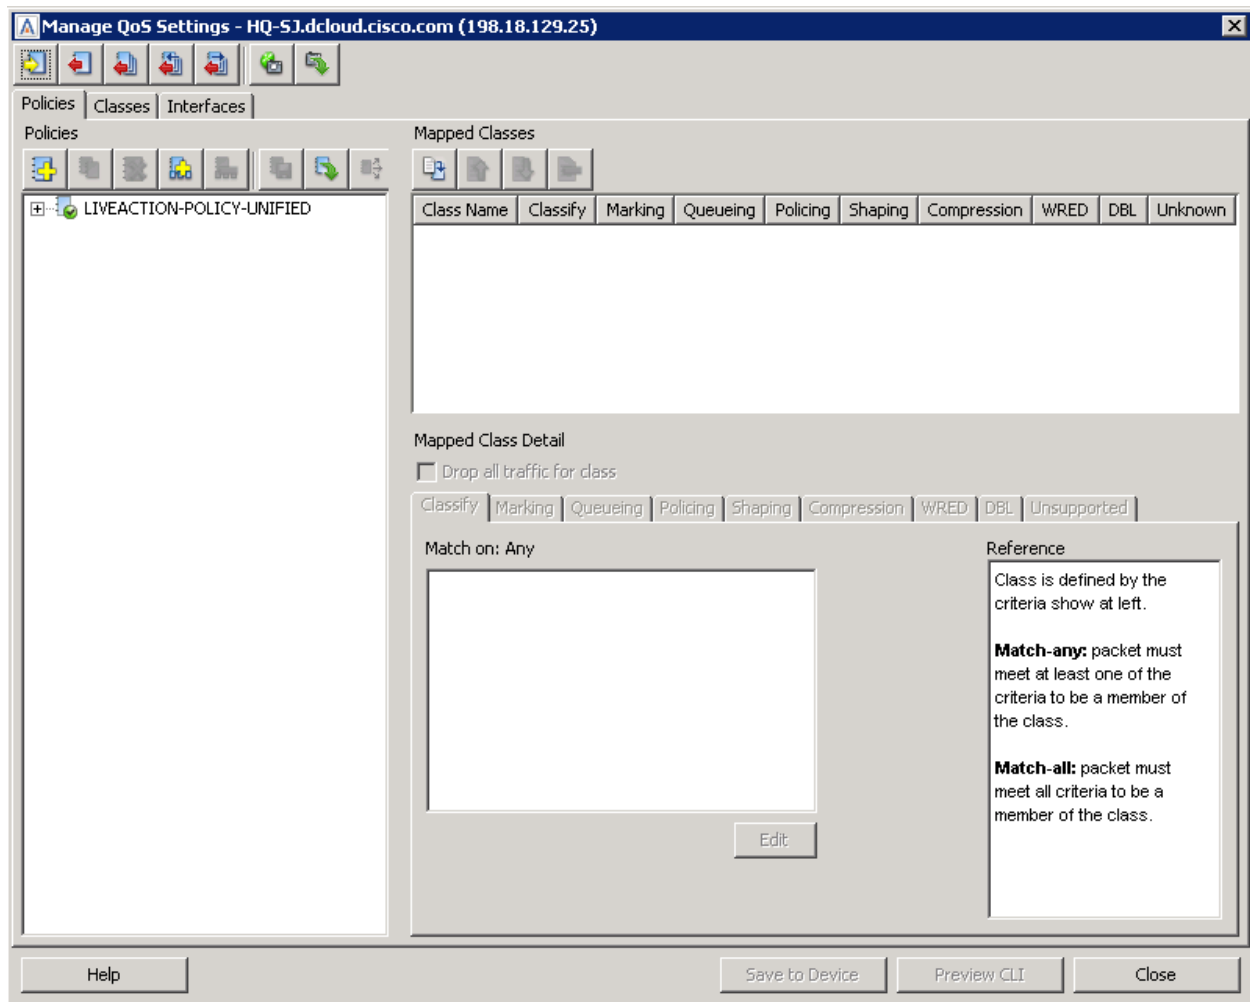 Manage QoS Settings - HQ-SJ.dcloud.cisco.com (198.18.129.25)
Policies Classes Interfaces
Policies
LIVEACTION-POLICY-UNIFIED
Mapped Classes
Class Name Classify Marking Queueing Policing Shaping Compression WRED DBL Unknown
Mapped Class Detail
Drop all traffic for class
Classify Marking Queueing Policing Shaping Compression WRED DBL Unsupported
Match on: Any
Edit
Reference
Class is defined by the
criteria show at left.
Match-any: packet must
meet at least one of the
criteria to be a member of
the class.
Match-all: packet must
meet all criteria to be a
member of the class.
Help Save to Device Preview CLI Close